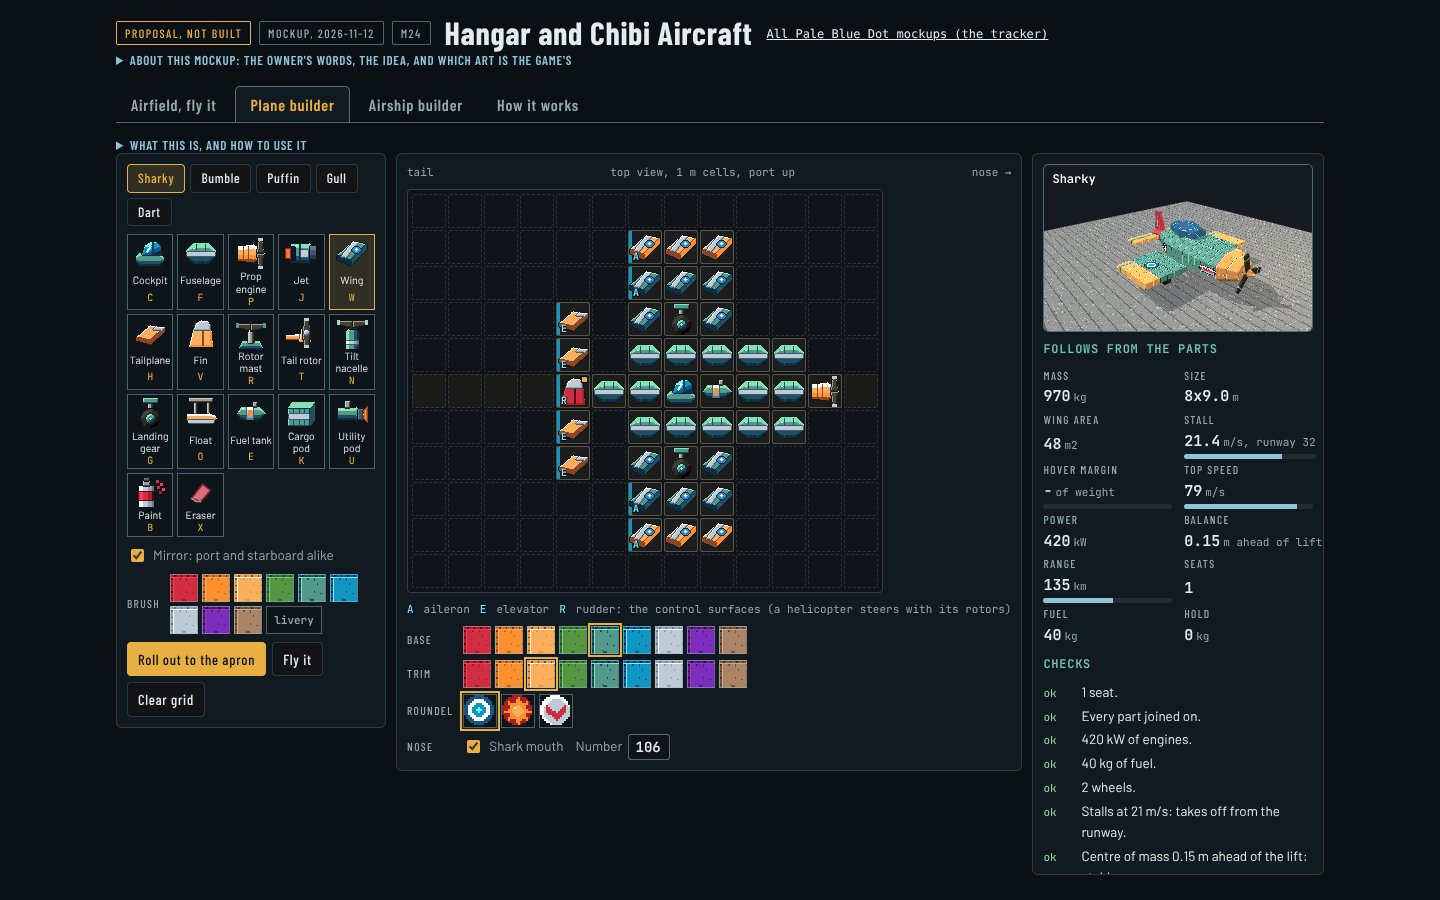 PROPOSAL, NOT BUILT
MOCKUP, 2026-11-12
M24
Hangar and Chibi Aircraft
All Pale Blue Dot mockups (the tracker)
▶ ABOUT THIS MOCKUP: THE OWNER'S WORDS, THE IDEA, AND WHICH ART IS THE GAME'S
Airfield, fly it
Plane builder
Airship builder
How it works
▶ WHAT THIS IS, AND HOW TO USE IT
Sharky
Bumble
Puffin
Gull
Dart
Cockpit
C
Fuselage
F
Prop engine
P
Jet
J
Wing
W
Tailplane
H
Fin
V
Rotor mast
R
Tail rotor
T
Tilt nacelle
N
Landing gear
G
Float
O
Fuel tank
E
Cargo pod
K
Utility pod
U
Paint
B
Eraser
X
Mirror: port and starboard alike
BRUSH
livery
Roll out to the apron
Fly it
Clear grid
tail
top view, 1 m cells, port up
nose →
A
A
E
E
R
E
E
A
A
A aileron E elevator R rudder: the control surfaces (a helicopter steers with its rotors)
BASE
TRIM
ROUNDEL
NOSE
Shark mouth
Number
106
Sharky
FOLLOWS FROM THE PARTS
MASS
970 kg
SIZE
8x9.0 m
WING AREA
48 m2
STALL
21.4 m/s, runway 32
HOVER MARGIN
- of weight
TOP SPEED
79 m/s
POWER
420 kW
BALANCE
0.15 m ahead of lift
RANGE
135 km
SEATS
1
FUEL
40 kg
HOLD
0 kg
CHECKS
ok 1 seat.
ok Every part joined on.
ok 420 kW of engines.
ok 40 kg of fuel.
ok 2 wheels.
ok Stalls at 21 m/s: takes off from the
runway.
ok Centre of mass 0.15 m ahead of the lift: